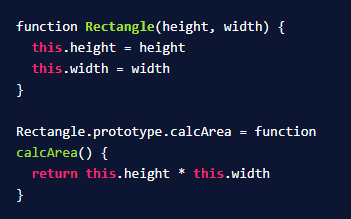 function Rectangle(height, width) {
  this.height = height
  this.width = width
}

Rectangle.prototype.calcArea = function
calcArea() {
  return this.height * this.width
}